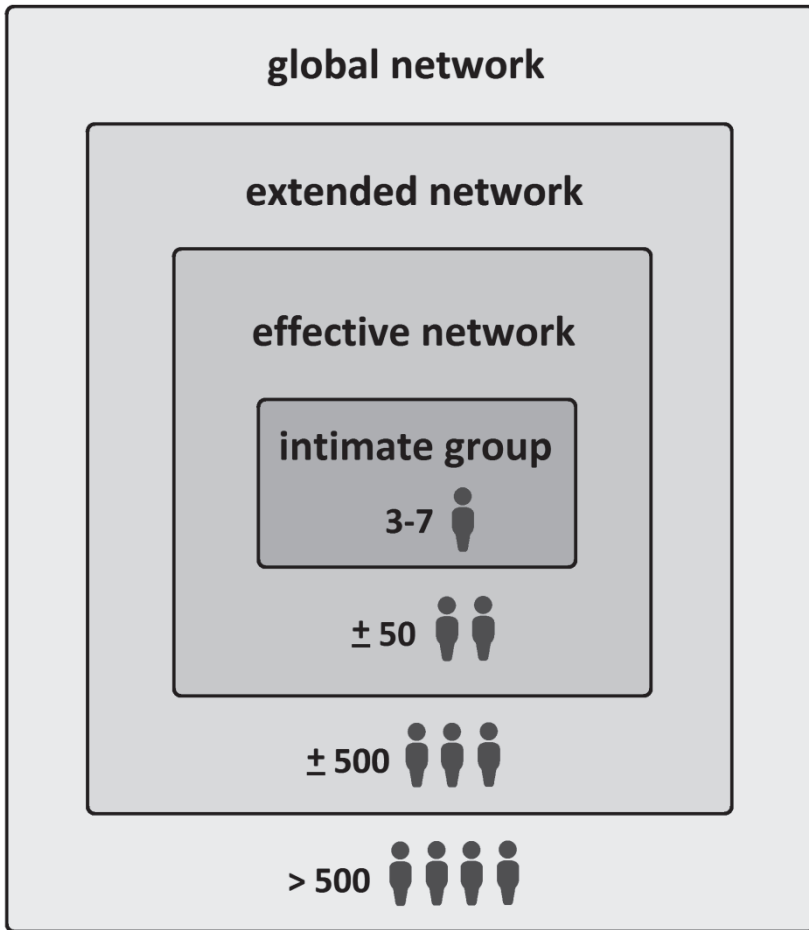 global network
extended network
effective network
intimate group
3-7
± 50
± 500
> 500